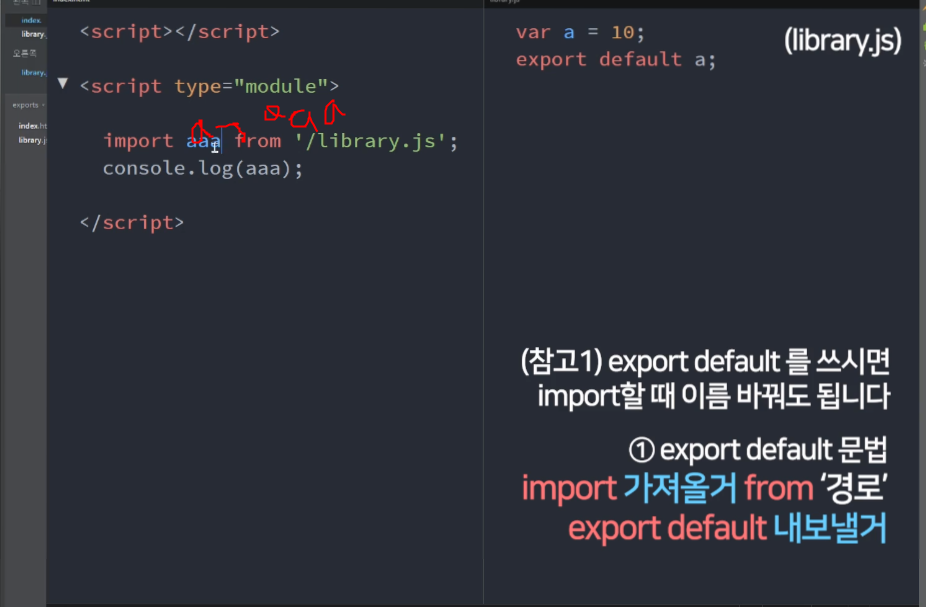 index.
library.
오른쪽
library.
exports
index.ht
library.j
<script></script>
<script type="module">
import aaa from '/library.js';
console.log(aaa);
</script>
var a = 10;
export default a;
(library.js)
a a a
(참고1) export default 를 쓰시면
import할 때 이름 바꿔도 됩니다
① export default 문법
import 가져올거 from ‘경로’
export default 내보낼거